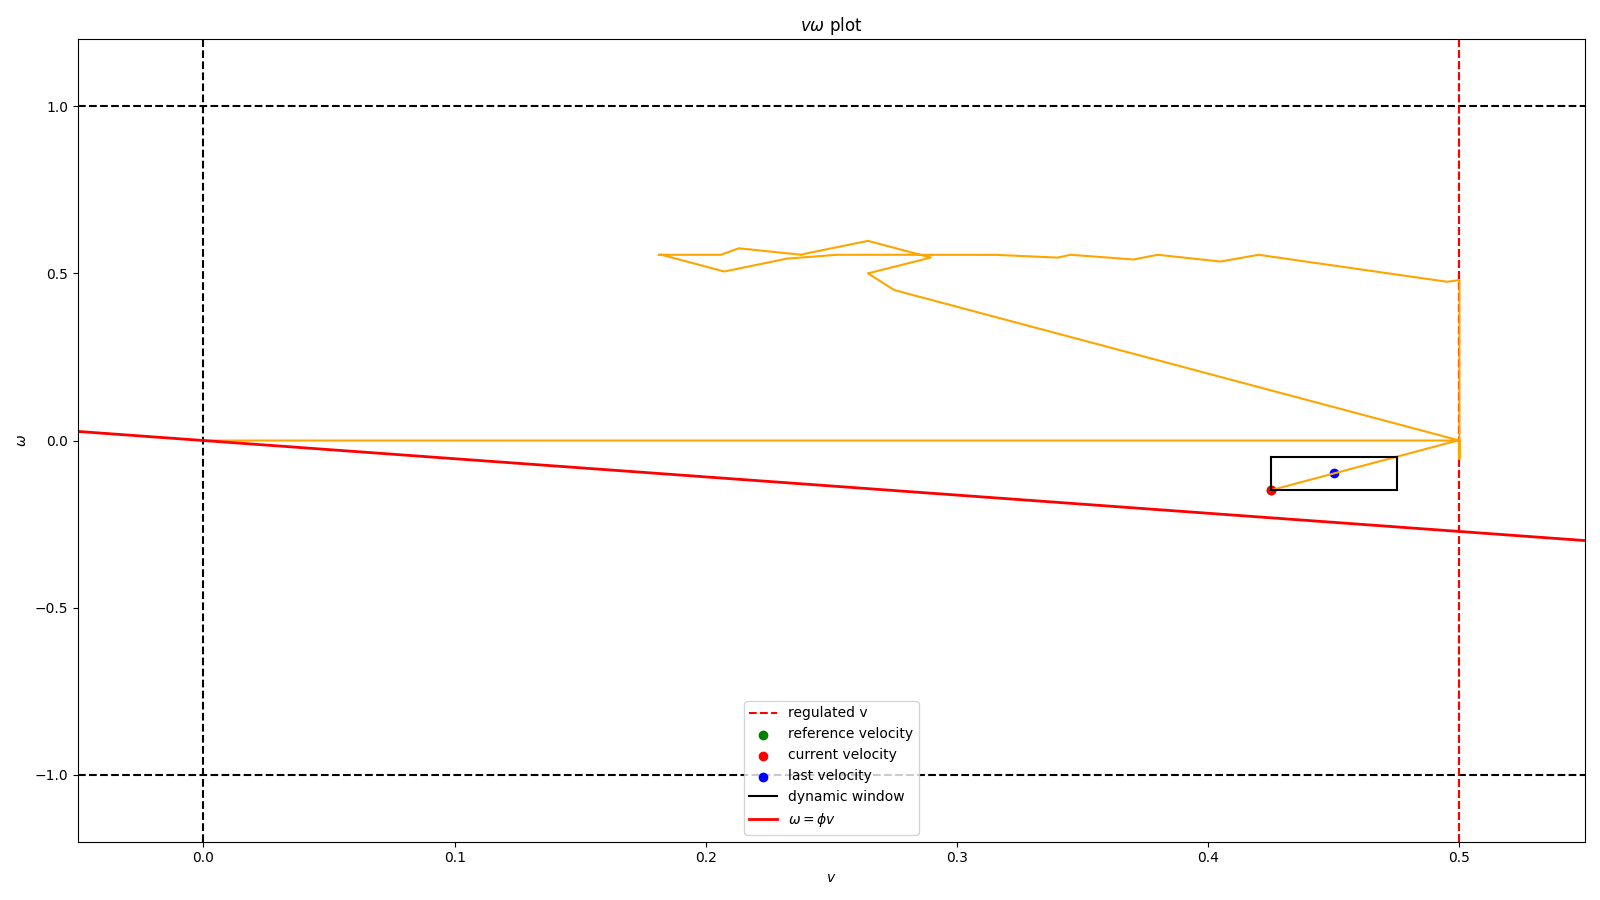 vω plot
1.0
0.5
0.0
−0.5
−1.0
ω
0.0
0.1
0.2
0.3
0.4
0.5
v
regulated v
reference velocity
current velocity
last velocity
dynamic window
ω = ϕv